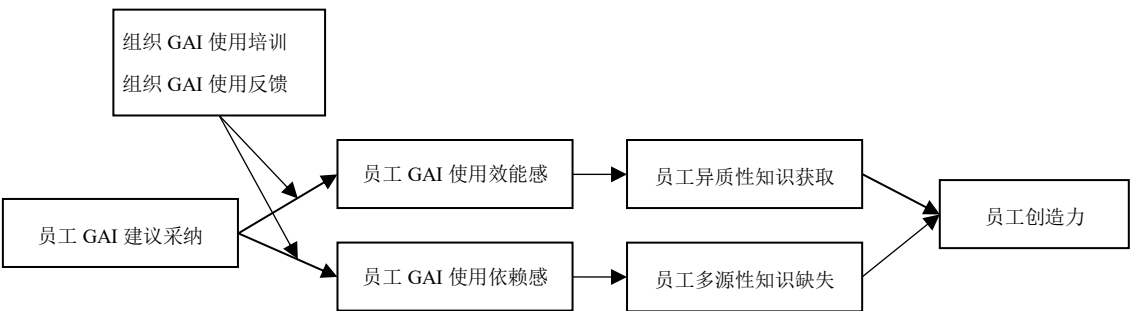 组织 GAI 使用培训
组织 GAI 使用反馈
员工 GAI 使用效能感
员工异质性知识获取
员工 GAI 建议采纳
员工创造力
员工 GAI 使用依赖感
员工多源性知识缺失